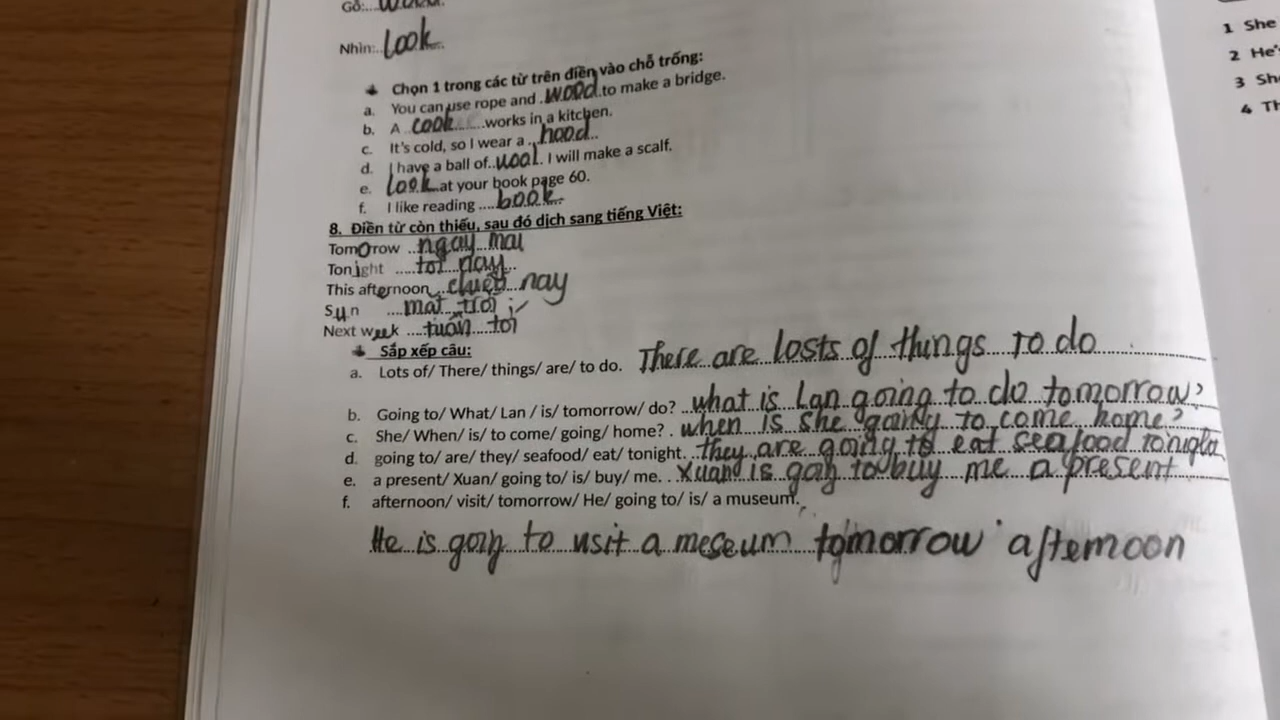 Gỗ:....
Nhìn:..look....
Chọn 1 trong các từ trên điền vào chỗ trống:
a. You can use rope and .wood.to make a bridge.
b. A ..cook.......works in a kitchen.
c. It's cold, so I wear a ..hood..
d. I have a ball of..uool.. I will make a scalf.
e. look..at your book page 60.
f. I like reading ....book...
8. Điền từ còn thiếu, sau đó dịch sang tiếng Việt:
Tomorrow ...ngay...mai
Tonight .....tối...nay...
This afternoon...chiều...nay
Sun ....mat...trời
Next week ....tuần....tới
Sắp xếp câu:
a. Lots of/ There/ things/ are/ to do. There are losts of things To do
b. Going to/ What/ Lan / is/ tomorrow/ do? ..what is Lan going to do tomorrow?
c. She/ When/ is/ to come/ going/ home? . when is she going to come home?
d. going to/ are/ they/ seafood/ eat/ tonight. ..they are going to eat seafood
e. a present/ Xuan/ going to/ is/ buy/ me. . .Xuan is goin to buy me a present
f. afternoon/ visit/ tomorrow/ He/ going to/ is/ a museum.
He is goin to usit a meseum tomorrow afternoon
1 She
2 He'
3 Sh
4 Th